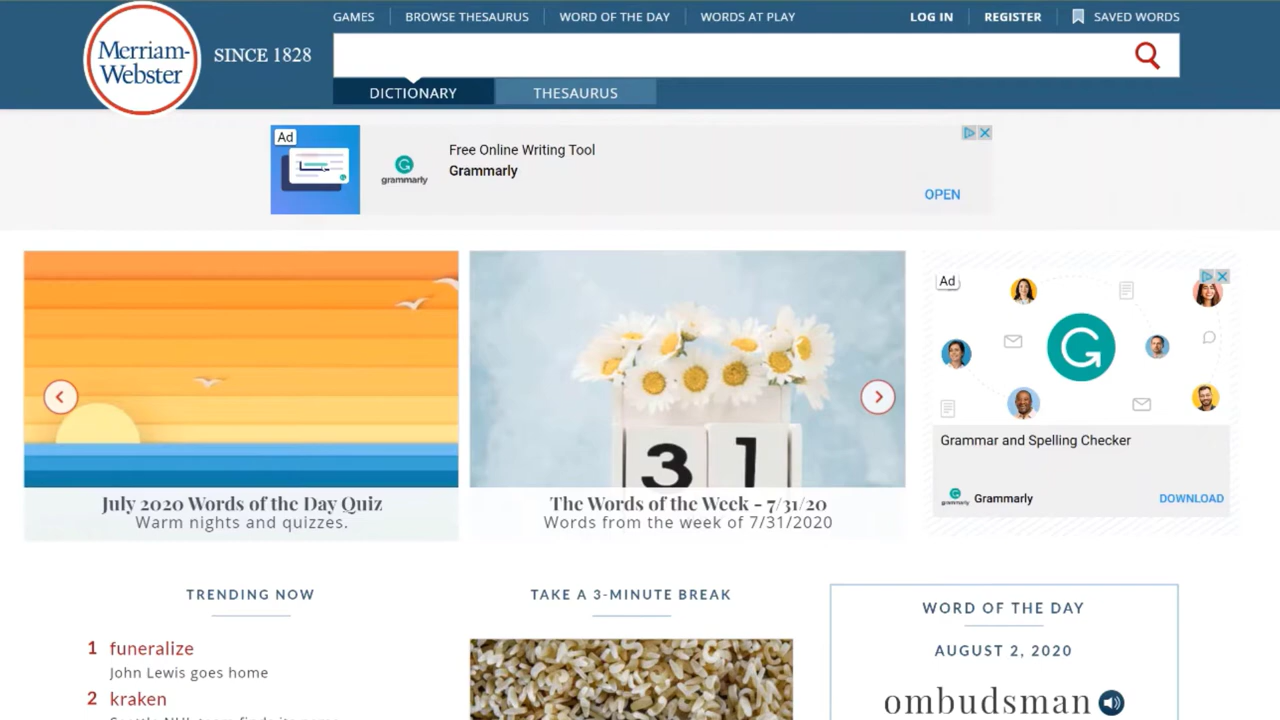 GAMES
BROWSE THESAURUS
WORD OF THE DAY
WORDS AT PLAY
LOG IN
REGISTER
SAVED WORDS
Merriam-
Webster
SINCE 1828
DICTIONARY
THESAURUS
Ad
grammarly
Free Online Writing Tool
Grammarly
OPEN
July 2020 Words of the Day Quiz
Warm nights and quizzes.
31
The Words of the Week - 7/31/20
Words from the week of 7/31/2020
Ad
G
Grammar and Spelling Checker
grammarly
Grammarly
DOWNLOAD
TRENDING NOW
1 funeralize
John Lewis goes home
2 kraken
TAKE A 3-MINUTE BREAK
WORD OF THE DAY
AUGUST 2, 2020
ombudsman